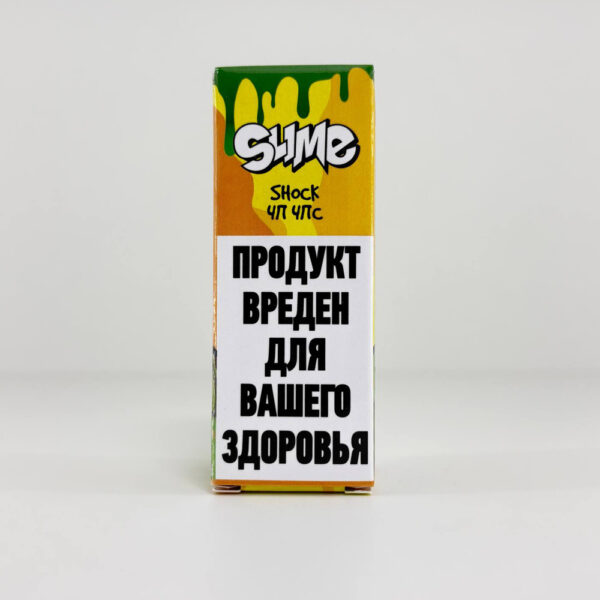 SLIME
SHOCK
ЧП ЧПС
ПРОДУКТ
ВРЕДЕН
ДЛЯ
ВАШЕГО
ЗДОРОВЬЯ